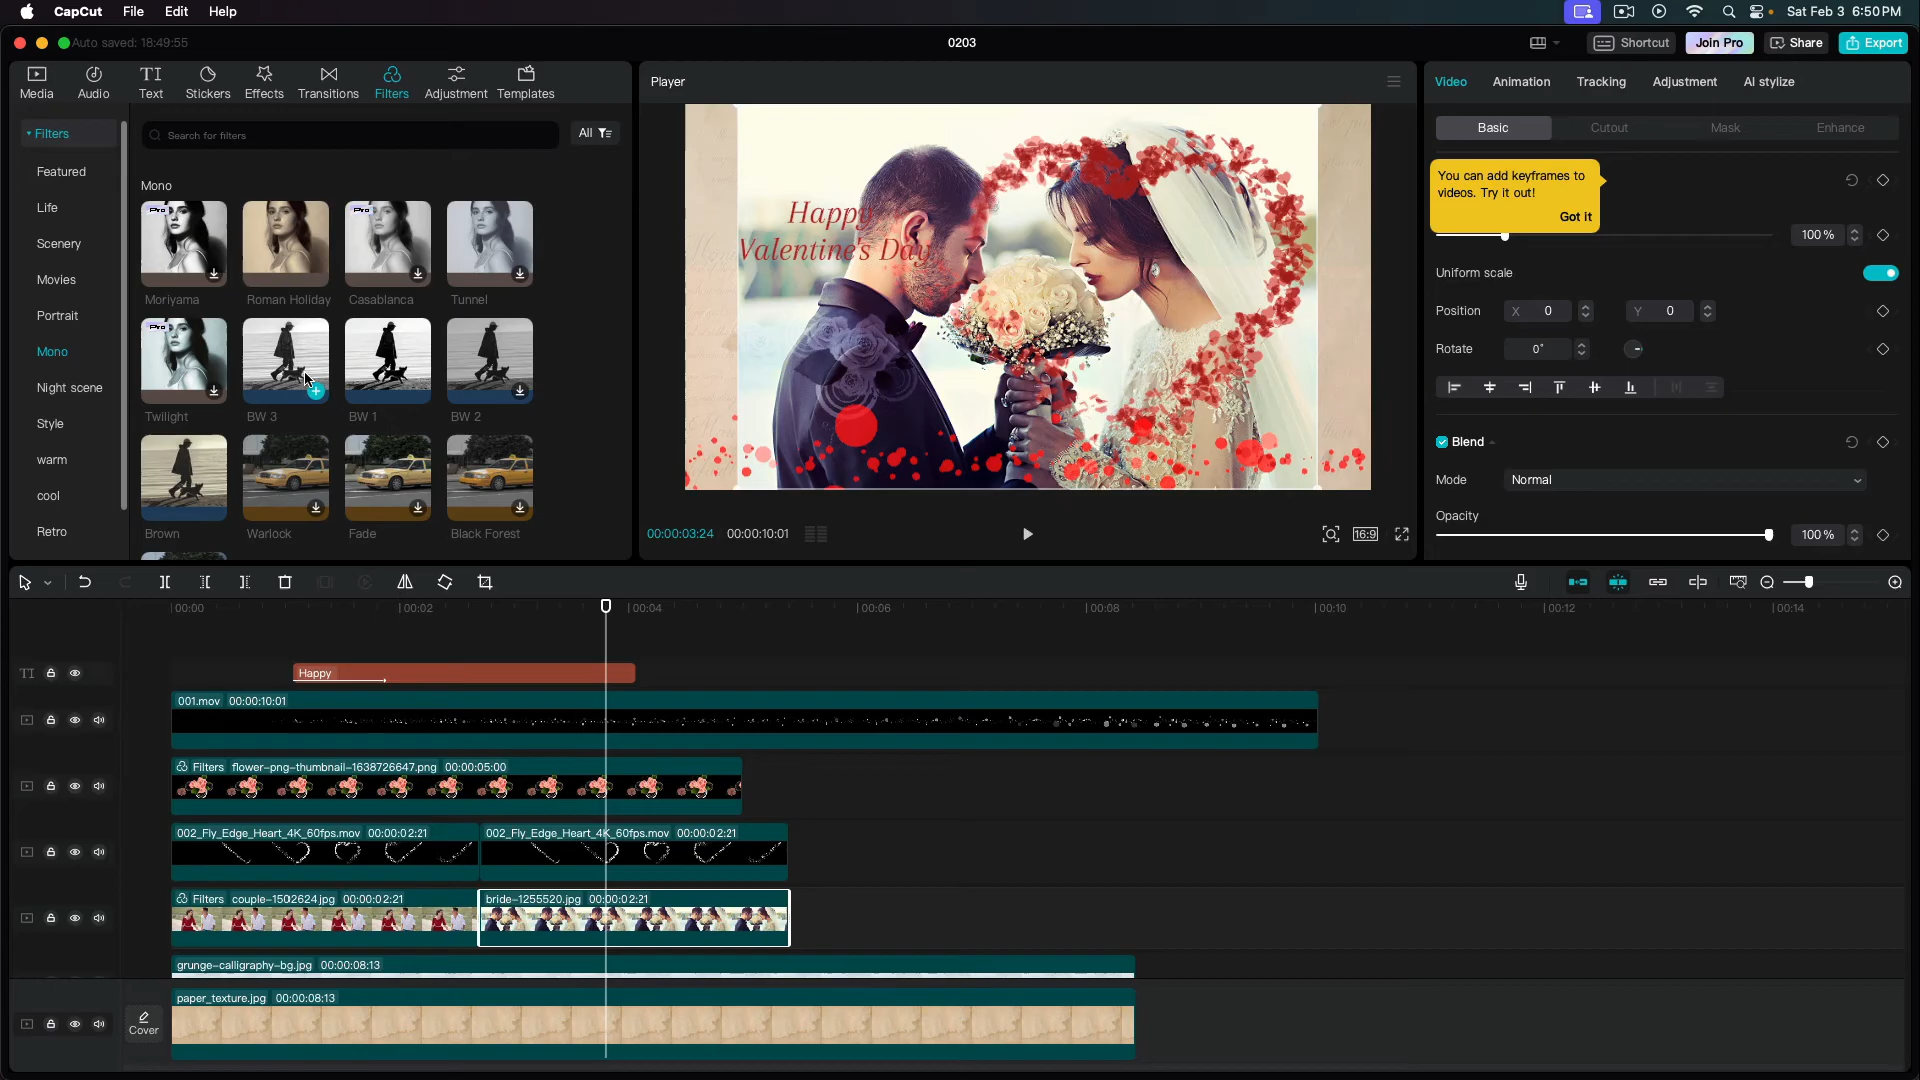 CapCut File Edit Help
Sat Feb 3 6:50 PM
Auto saved: 18:49:55
0203
Shortcut
Join Pro
Share
Export
Media
Audio
TI
Text
Stickers
Effects
Transitions
Filters
Adjustment
Templates
Filters
Featured
Life
Scenery
Movies
Portrait
Mono
Night scene
Style
warm
cool
Retro
Search for filters
All
Mono
Pro
Pro
Moriyama
Roman Holiday
Casablanca
Tunnel
Pro
Twilight
BW 3
BW 1
BW 2
Brown
Warlock
Fade
Black Forest
Player
Happy
Valentine's Day
00:00:03:24
00:00:10:01
16:9
Video
Animation
Tracking
Adjustment
AI stylize
Basic
Cutout
Mask
Enhance
You can add keyframes to
videos. Try it out!
Got it
100%
Uniform scale
Position
X 0
Y 0
Rotate
0°
Blend
Mode
Normal
Opacity
100%
00:00
00:02
00:04
00:06
00:08
00:10
00:12
00:14
TI
Happy
001.mov 00:00:10:01
Filters flower-png-thumbnail-1638726647.png 00:00:05:00
002_Fly_Edge_Heart_4K_60fps.mov 00:00:02:21
002_Fly_Edge_Heart_4K_60fps.mov 00:00:02:21
Filters couple-1502624.jpg 00:00:02:21
bride-1255520.jpg 00:00:02:21
grunge-calligraphy-bg.jpg 00:00:08:13
paper_texture.jpg 00:00:08:13
Cover